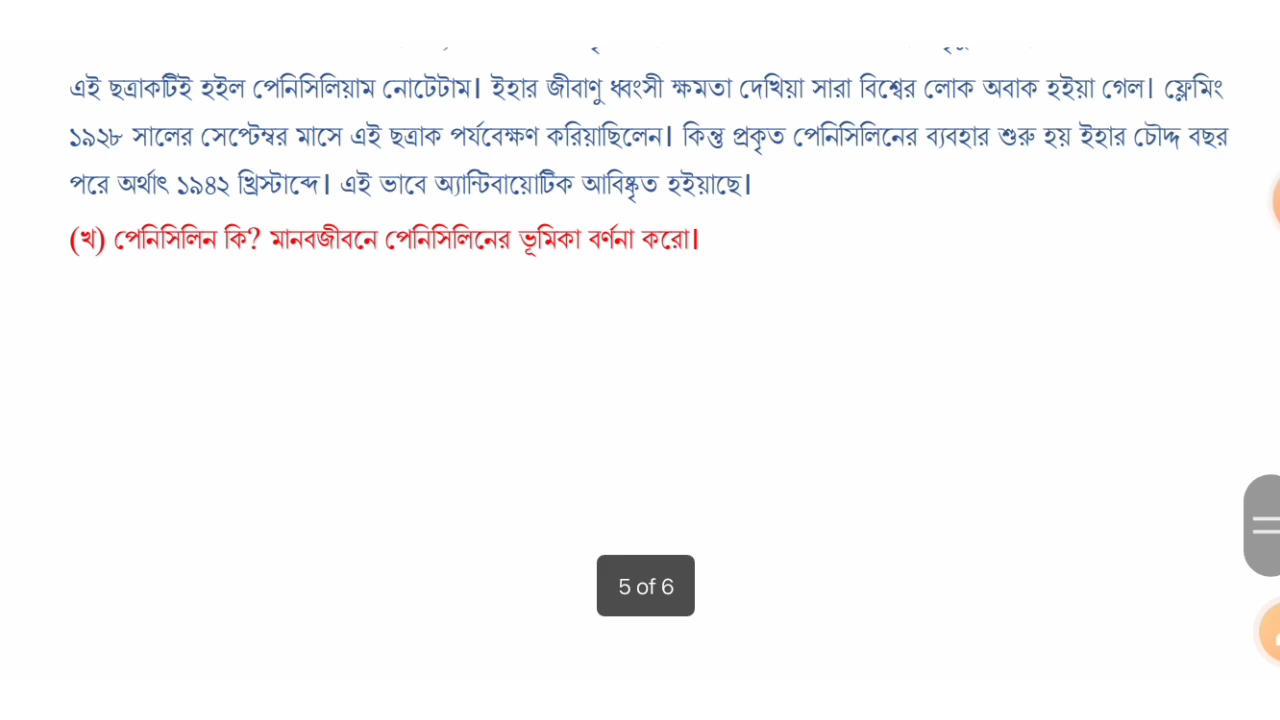 এই ছত্রাকটিই হইল পেনিসিলিয়াম নোটেটাম। ইহার জীবাণু ধ্বংসী ক্ষমতা দেখিয়া সারা বিশ্বের লোক অবাক হইয়া গেল। ফ্লেমিং
১৯২৮ সালের সেপ্টেম্বর মাসে এই ছত্রাক পর্যবেক্ষণ করিয়াছিলেন। কিন্তু প্রকৃত পেনিসিলিনের ব্যবহার শুরু হয় ইহার চৌদ্দ বছর
পরে অর্থাৎ ১৯৪২ খ্রিস্টাব্দে। এই ভাবে অ্যান্টিবায়োটিক আবিষ্কৃত হইয়াছে।
(খ) পেনিসিলিন কি? মানবজীবনে পেনিসিলিনের ভূমিকা বর্ণনা করো।
5 of 6